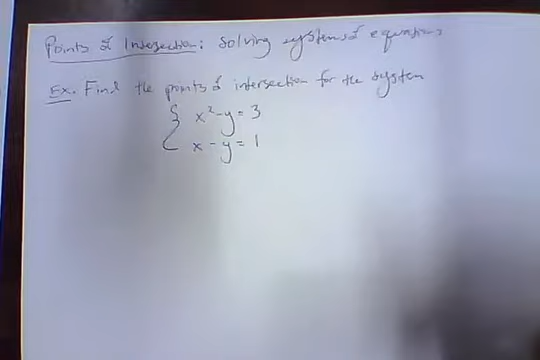 Points of Intersection: Solving systems of equations
Ex. Find the points of intersection for the system
{ x² - y = 3
x - y = 1